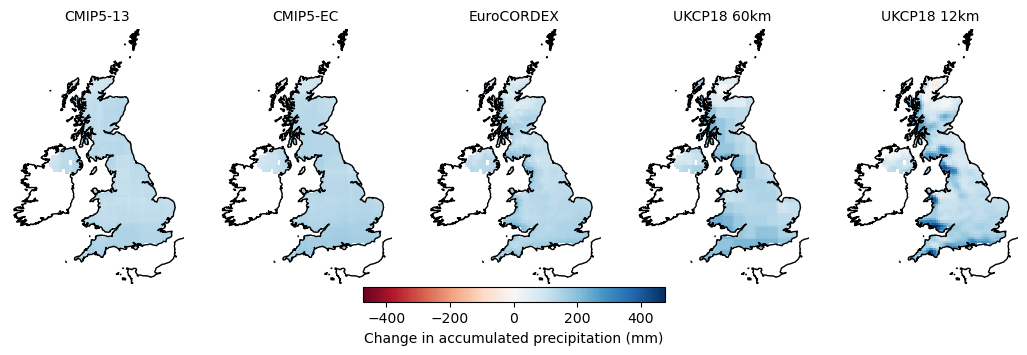 CMIP5-13
CMIP5-EC
EuroCORDEX
UKCP18 60km
UKCP18 12km
−400
−200
0
200
400
Change in accumulated precipitation (mm)